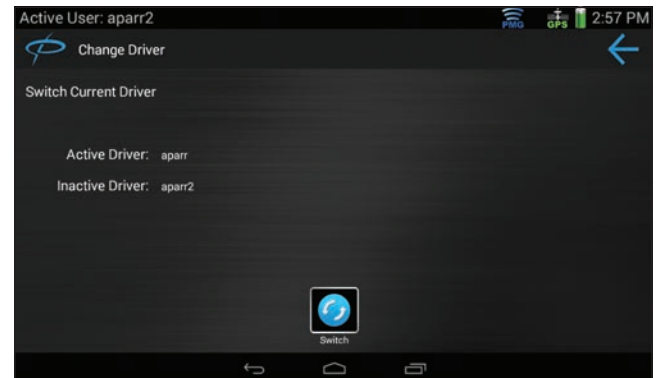 Active User: aparr2 PMG GPS 2:57 PM
Change Driver
Switch Current Driver
Active Driver: aparr
Inactive Driver: aparr2
Switch